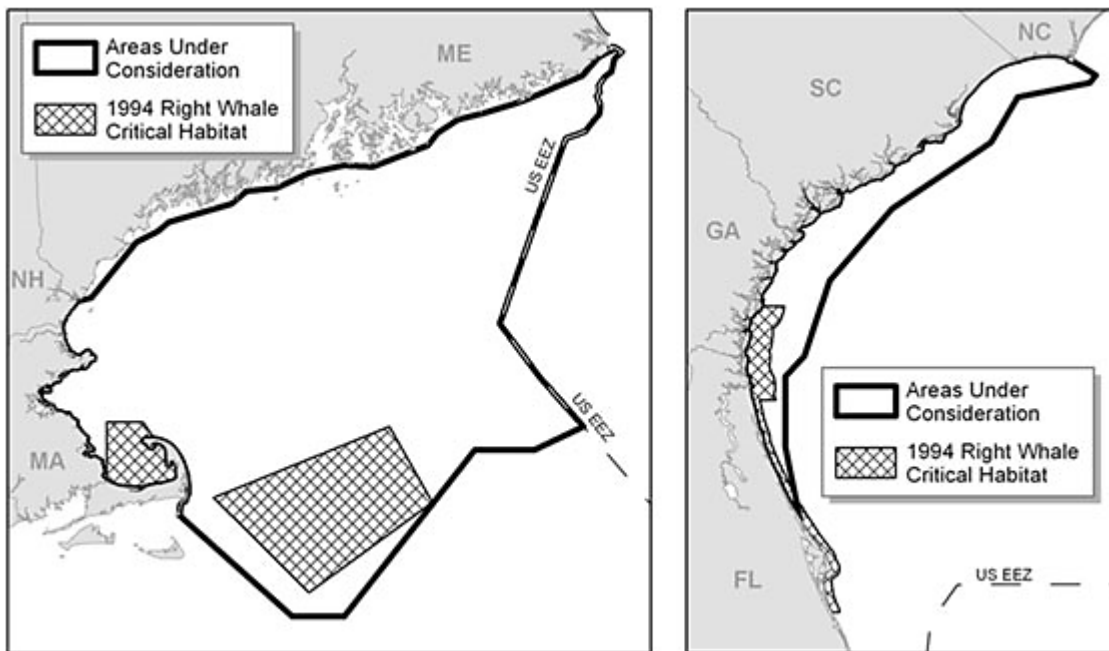 Areas Under
Consideration
1994 Right Whale
Critical Habitat
ME
US EEZ
NH
US EEZ
MA
NC
SC
GA
Areas Under
Consideration
1994 Right Whale
Critical Habitat
FL
US EEZ